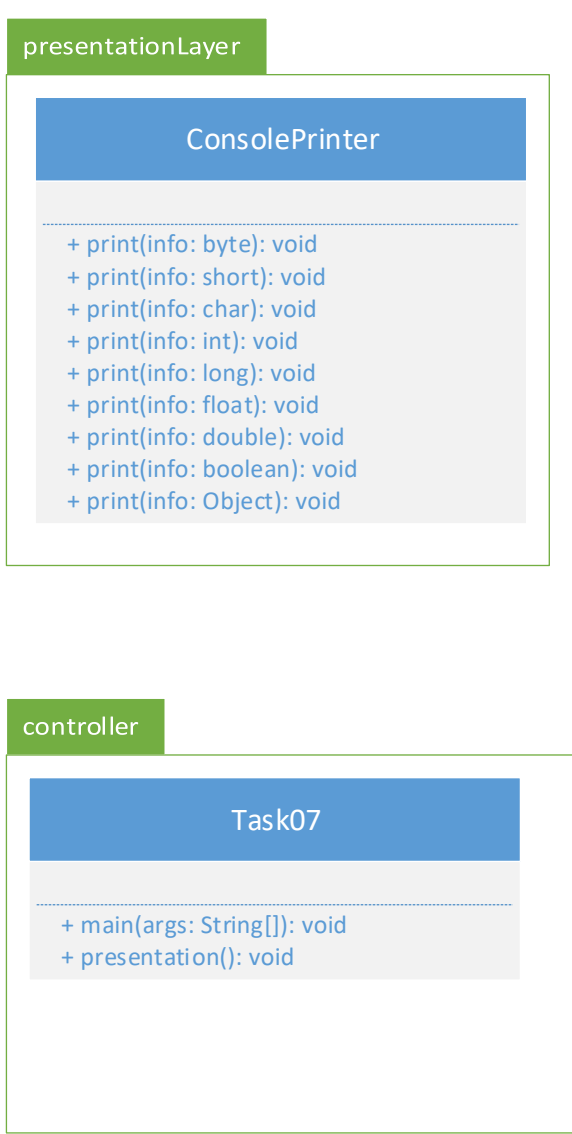 presentationLayer
ConsolePrinter
+ print(info: byte): void
+ print(info: short): void
+ print(info: char): void
+ print(info: int): void
+ print(info: long): void
+ print(info: float): void
+ print(info: double): void
+ print(info: boolean): void
+ print(info: Object): void
controller
Task07
+ main(args: String[]): void
+ presentation(): void